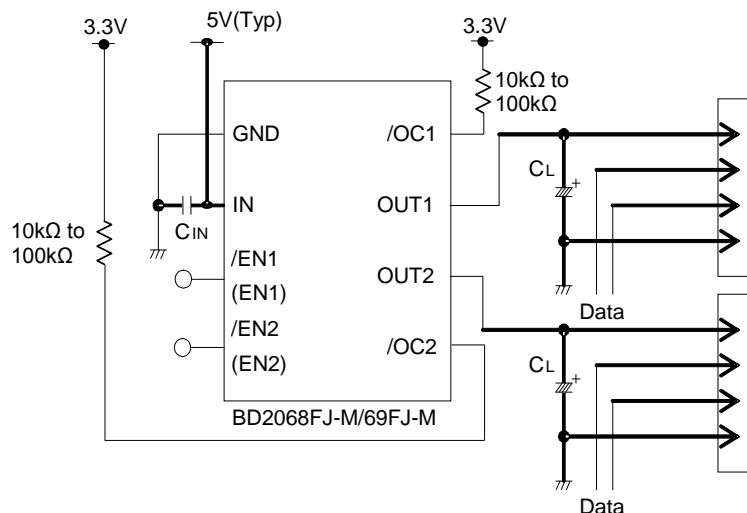 3.3V
5V(Typ)
3.3V
10kΩ to
100kΩ
GND
/OC1
CL
IN
OUT1
CIN
10kΩ to
100kΩ
/EN1
(EN1)
OUT2
/EN2
(EN2)
/OC2
Data
CL
BD2068FJ-M/69FJ-M
Data
+
+